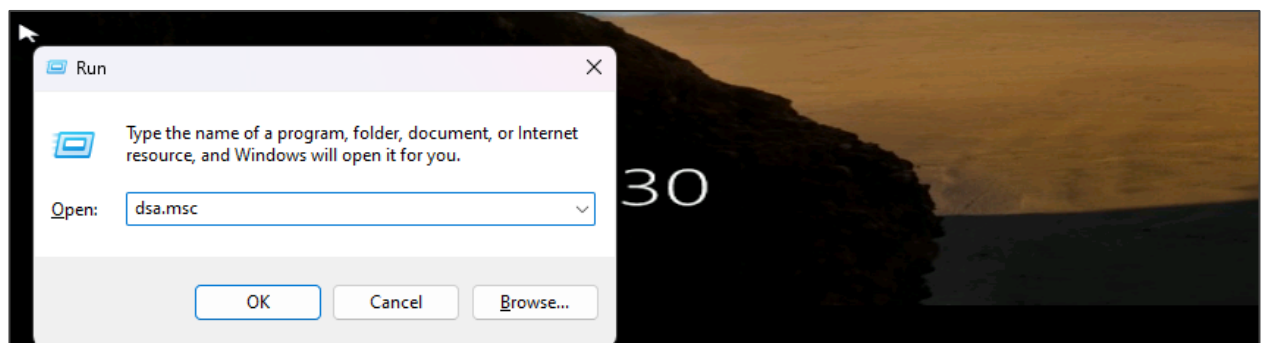 Run
Type the name of a program, folder, document, or Internet
resource, and Windows will open it for you.
Open: dsa.msc
30
OK Cancel Browse...